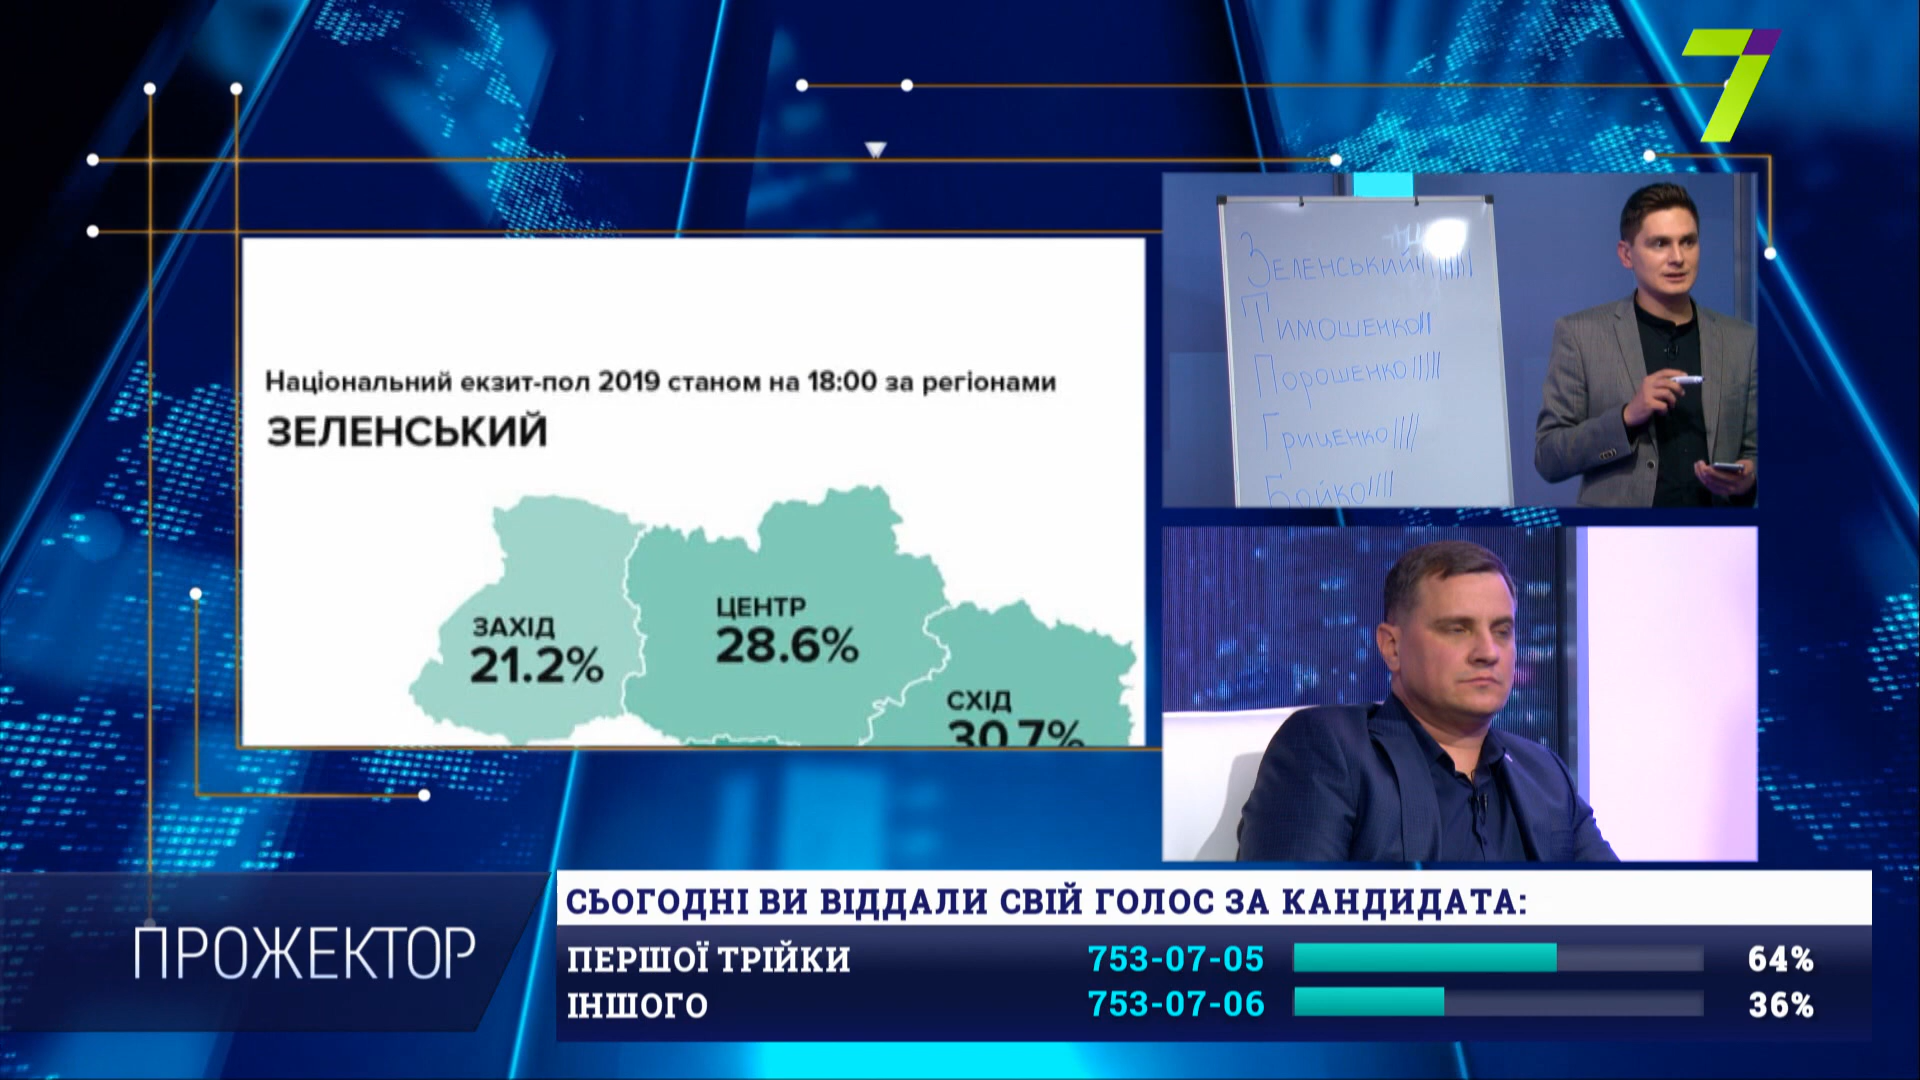 7
Національний екзит-пол 2019 станом на 18:00 за регіонами
ЗЕЛЕНСЬКИЙ
ЗАХІД
21.2%
ЦЕНТР
28.6%
СХІД
30.7%
Зеленський
Тимошенко
Порошенко
Гриценко
Бойко
СЬОГОДНІ ВИ ВІДДАЛИ СВІЙ ГОЛОС ЗА КАНДИДАТА:
ПЕРШОЇ ТРІЙКИ 753-07-05 64%
ІНШОГО 753-07-06 36%
ПРОЖЕКТОР